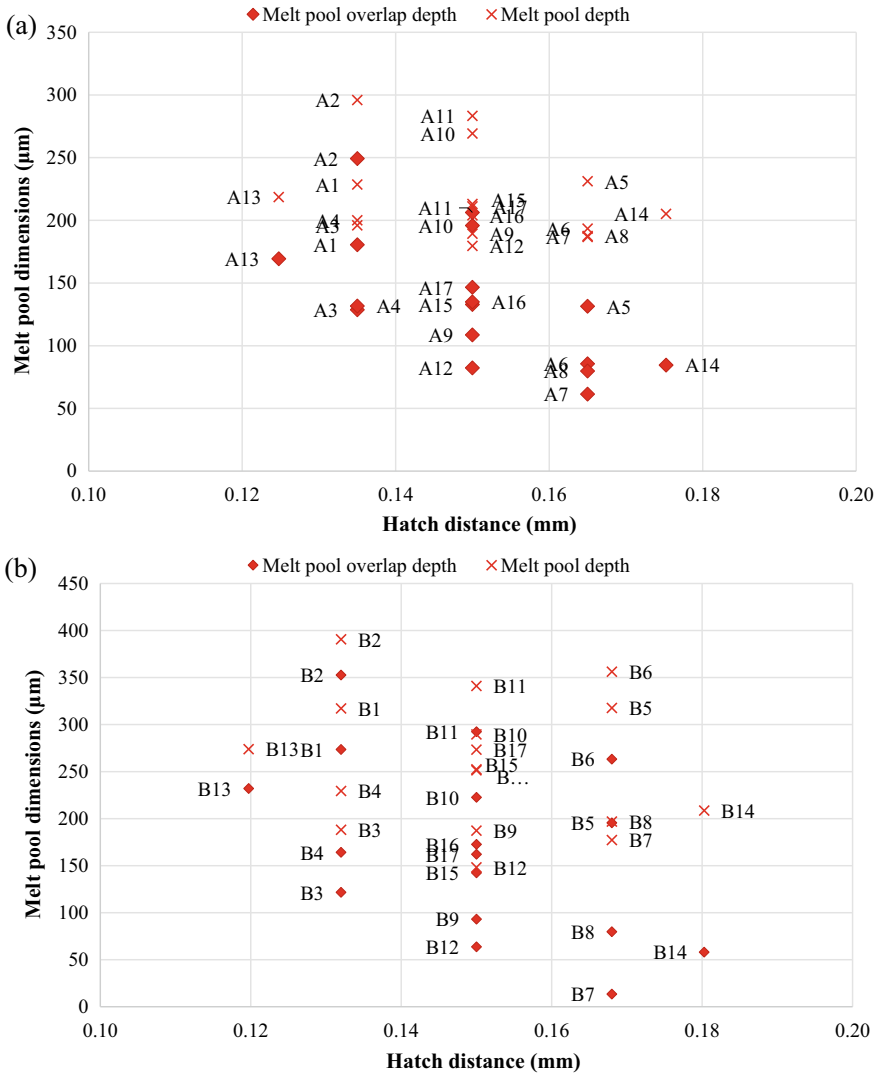 (a)
Melt pool overlap depth Melt pool depth
Melt pool dimensions (µm)
350
300
250
200
150
100
50
0
A2
A11
A10
A2
A1
A5
A13
A15
A11
A17
A14
A4
A3
A16
A10
A6
A7
A8
A9
A1
A12
A13
A17
A15
A16
A3
A4
A5
A9
A12
A6
A8
A14
A7
0.10 0.12 0.14 0.16 0.18 0.20
Hatch distance (mm)
(b)
Melt pool overlap depth Melt pool depth
Melt pool dimensions (µm)
450
400
350
300
250
200
150
100
50
0
B2
B2
B6
B11
B1
B5
B11
B10
B13
B1
B17
B6
B15
B…
B13
B4
B10
B14
B3
B9
B5
B8
B7
B4
B16
B17
B15
B12
B3
B9
B12
B8
B14
B7
0.10 0.12 0.14 0.16 0.18 0.20
Hatch distance (mm)